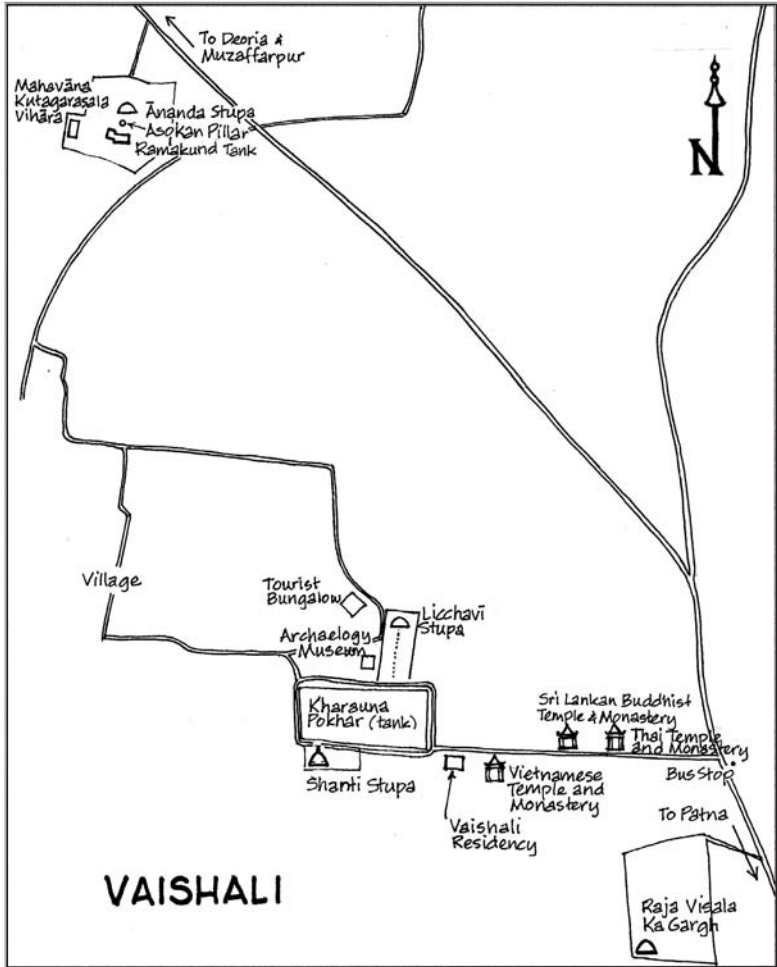 To Deoria &
Muzaffarpur
Mahavāna
Kutagarasala
Vihāra
Ānanda Stupa
Asokan Pillar
Ramakund Tank
N
Village
Tourist
Bungalow
Licchavī
Stupa
Archaelogy
Museum
Kharauna
Pokhar (tank)
Sri Lankan Buddhist
Temple & Monastery
Thai Temple
and Monastery
Bus Stop
Shanti Stupa
Vietnamese
Temple and
Monastery
Vaishali
Residency
To Patna
VAISHALI
Raja Visala
Ka Gargh